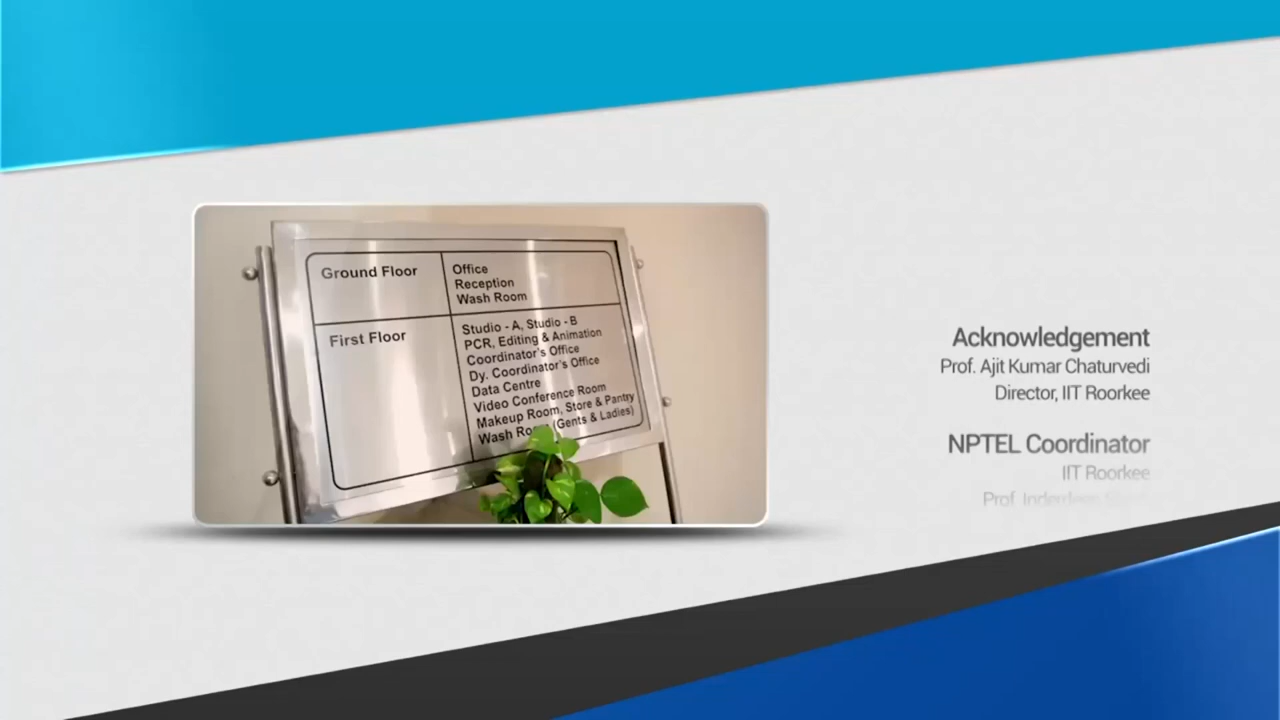 Ground Floor
Office
Reception
Wash Room
First Floor
Studio - A, Studio - B
PCR, Editing & Animation
Coordinator's Office
Dy. Coordinator's Office
Data Centre
Video Conference Room
Makeup Room, Store & Pantry
Wash (Gents & Ladies)
Acknowledgement
Prof. Ajit Kumar Chaturvedi
Director, IIT Roorkee
NPTEL Coordinator
IIT Roorkee
Prof.